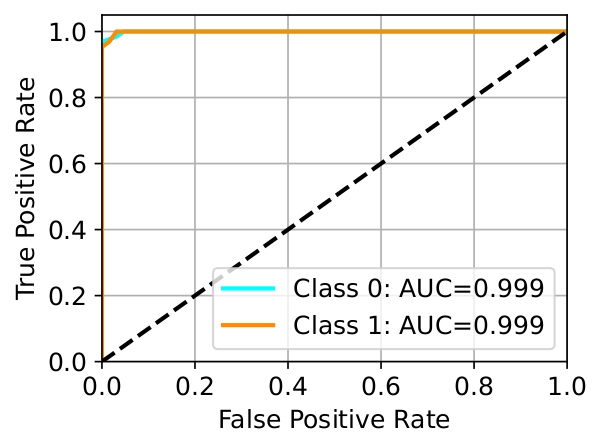 1.0
0.8
0.6
0.4
0.2
0.0
True Positive Rate
Class 0: AUC=0.999
Class 1: AUC=0.999
0.0 0.2 0.4 0.6 0.8 1.0
False Positive Rate